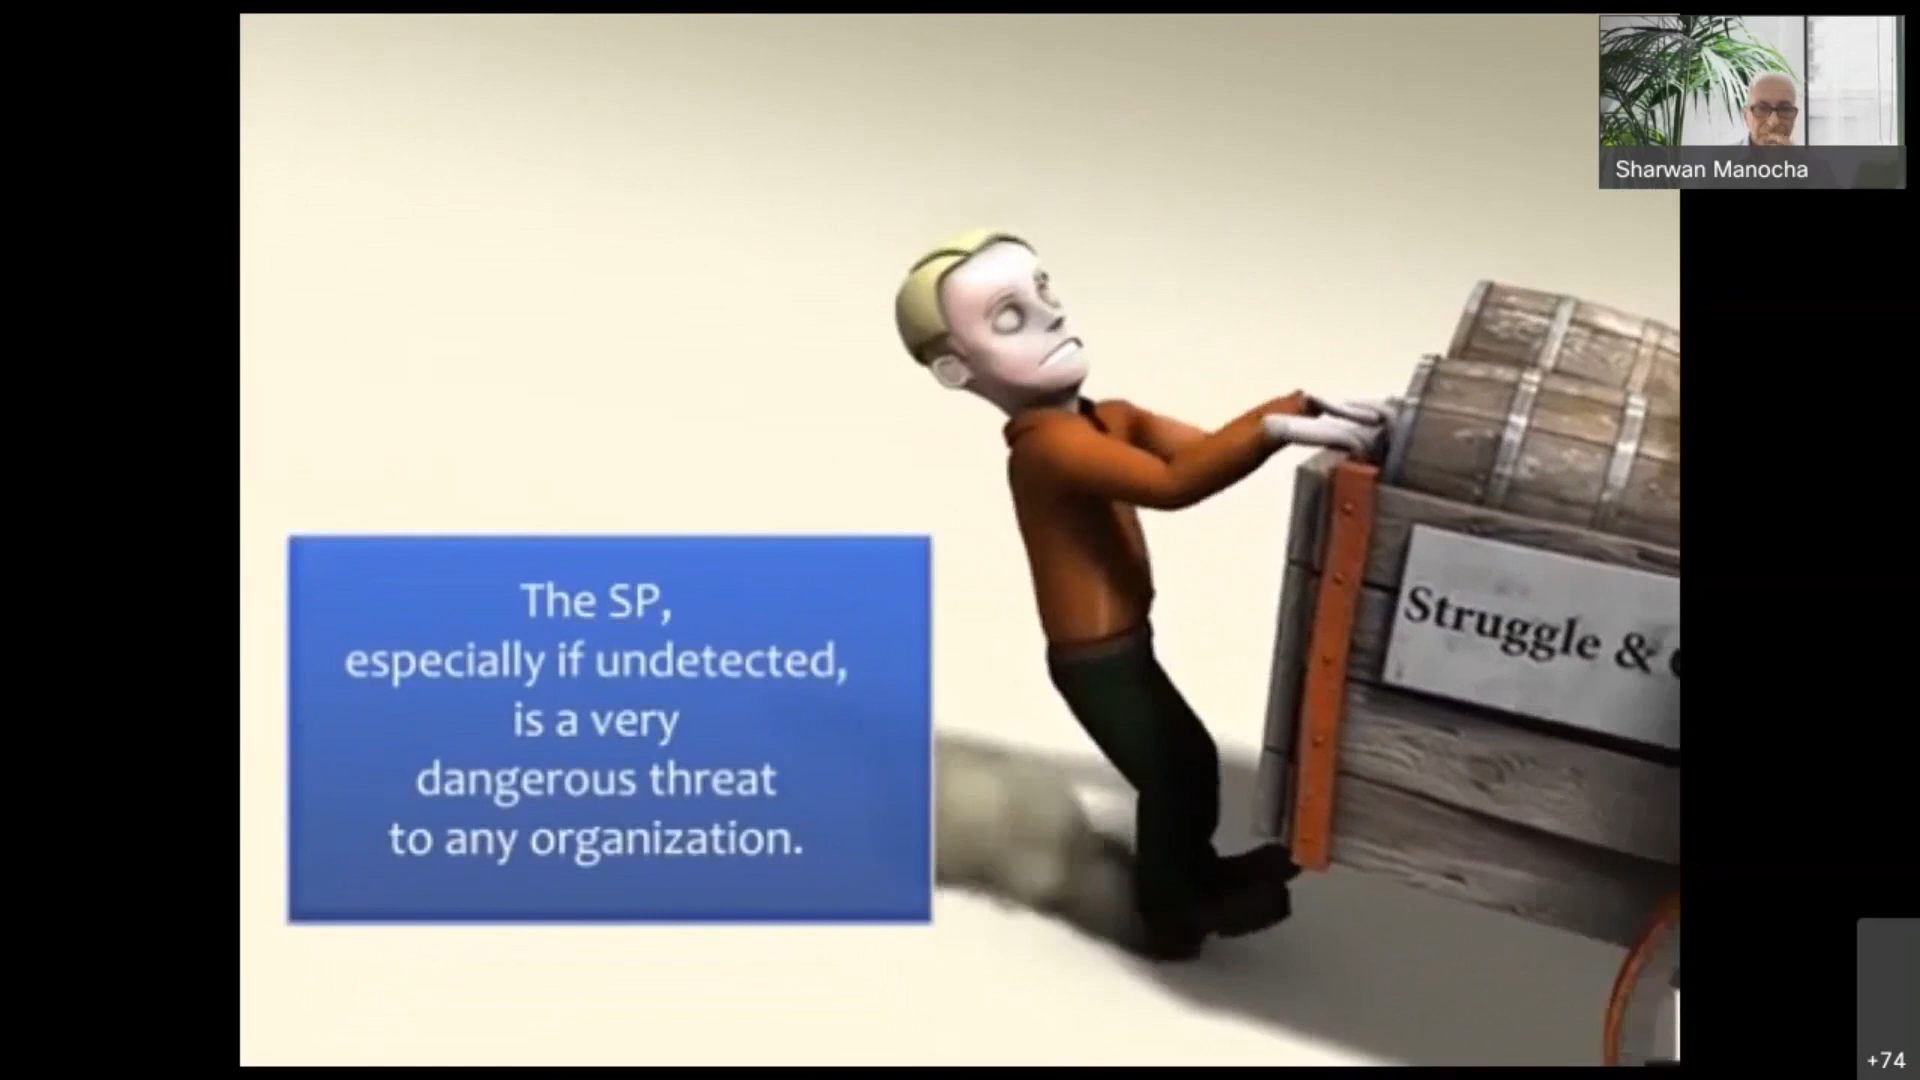 Sharwan Manocha
The SP,
especially if undetected,
is a very
dangerous threat
to any organization.
Struggle &
+74